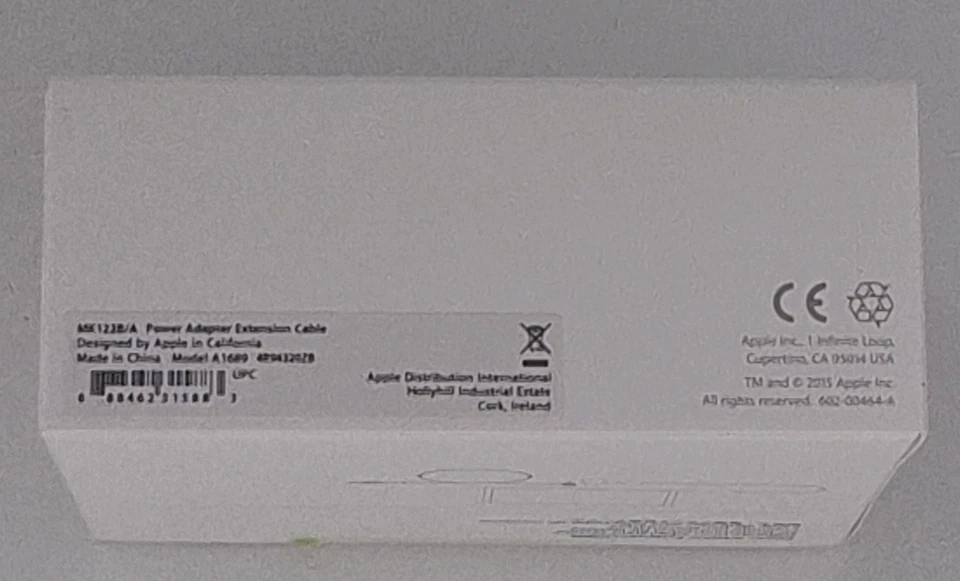 MK122B/A Power Adapter Extension Cable
Designed by Apple in California
Made in China Model A1689
UPC
Apple Distribution International
Hollyhill Industrial Estate
Cork, Ireland
CE
Apple Inc., 1 Infinite Loop,
Cupertino, CA 95014 USA
TM and © 2015 Apple Inc.
All rights reserved. 602-00464-A